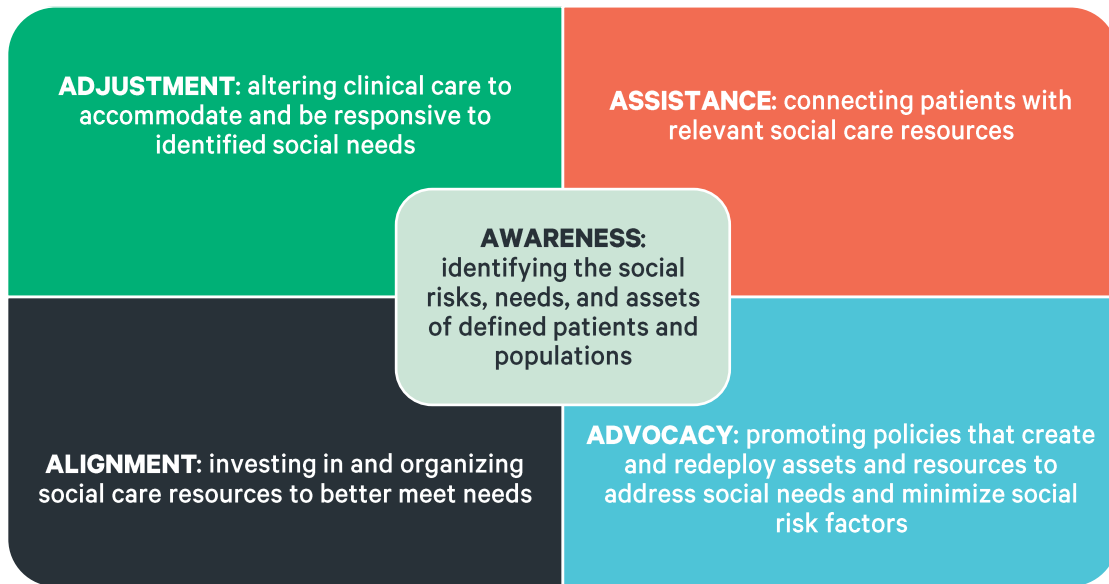 ADJUSTMENT: altering clinical care to
accommodate and be responsive to
identified social needs
ASSISTANCE: connecting patients with
relevant social care resources
AWARENESS:
identifying the social
risks, needs, and assets
of defined patients and
populations
ALIGNMENT: investing in and organizing
social care resources to better meet needs
ADVOCACY: promoting policies that create
and redeploy assets and resources to
address social needs and minimize social
risk factors